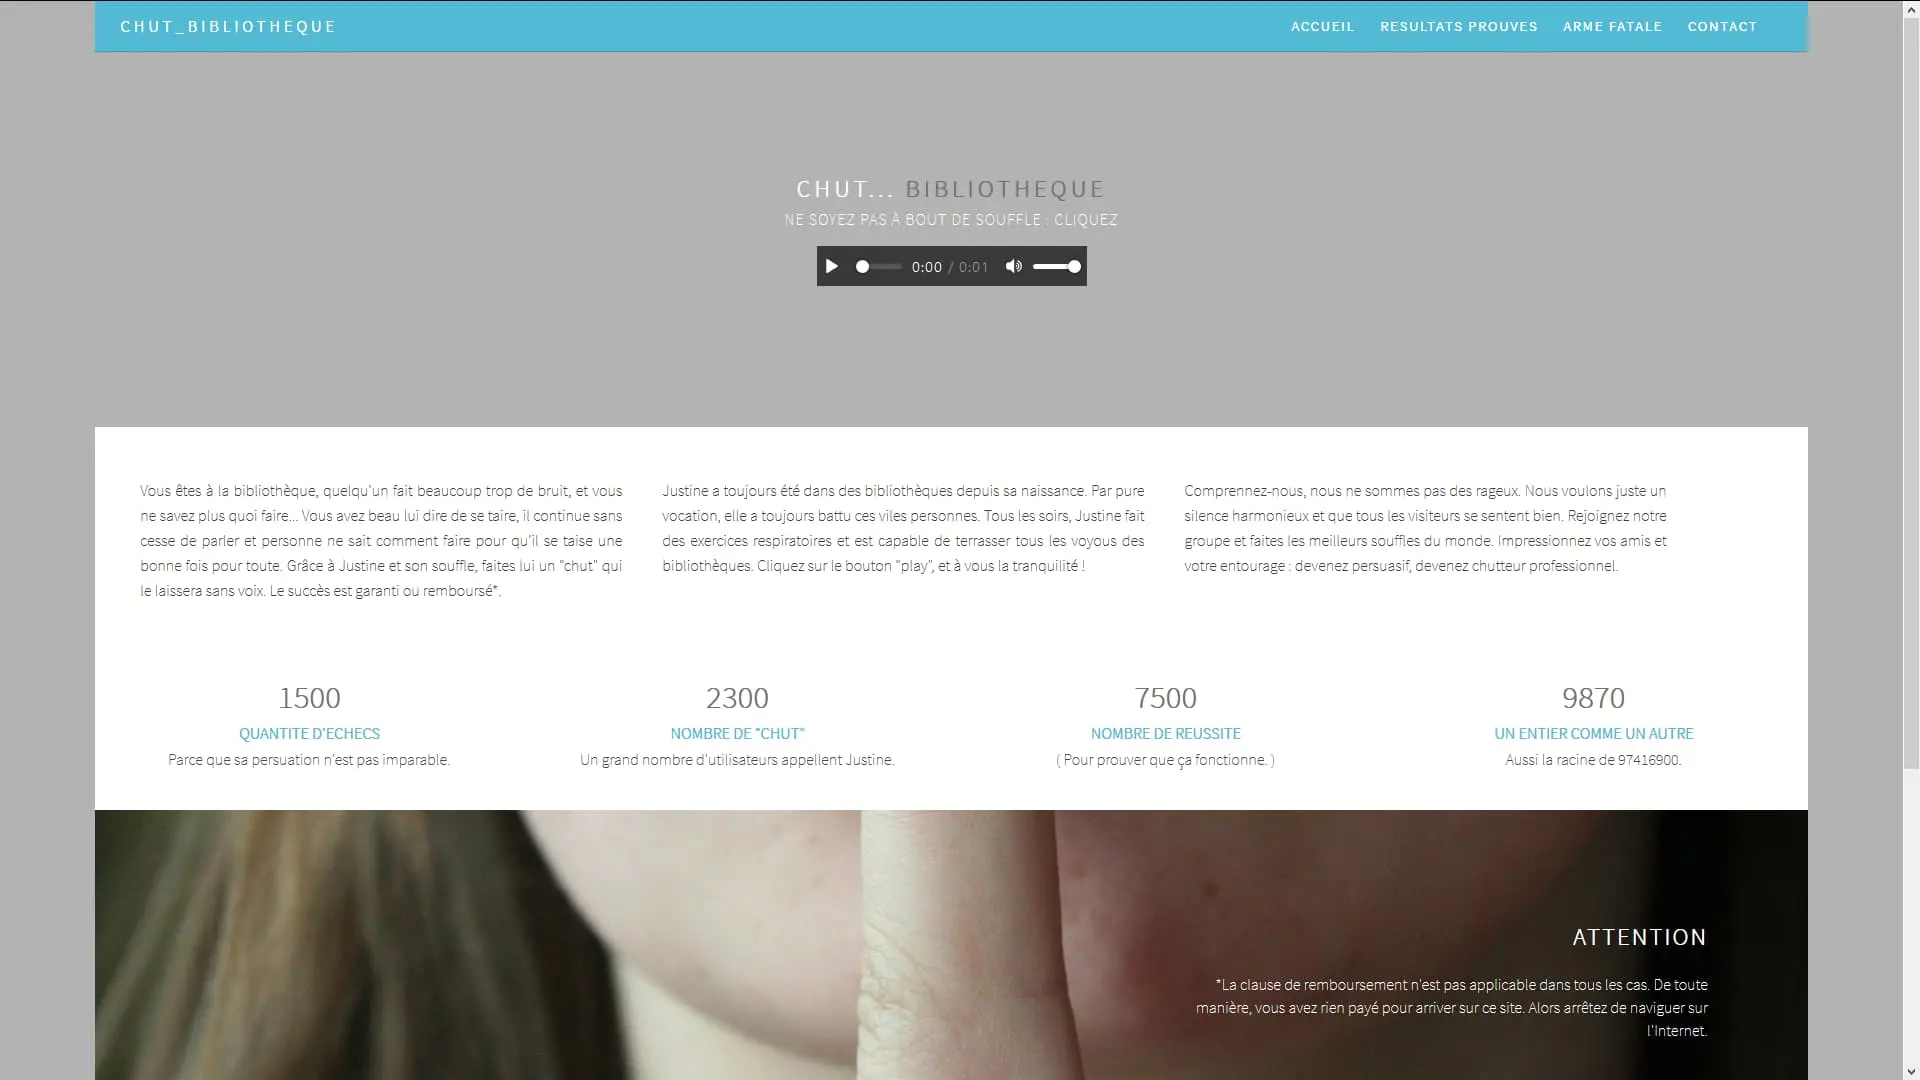 CHUT_BIBLIOTHEQUE
ACCUEIL RESULTATS PROUVES ARME FATALE CONTACT
CHUT... BIBLIOTHEQUE
NE SOYEZ PAS À BOUT DE SOUFFLE : CLIQUEZ
0:00 / 0:01
Vous êtes à la bibliothèque, quelqu'un fait beaucoup trop de bruit, et vous
ne savez plus quoi faire... Vous avez beau lui dire de se taire, il continue sans
cesse de parler et personne ne sait comment faire pour qu'il se taise une
bonne fois pour toute. Grâce à Justine et son souffle, faites lui un "chut" qui
le laissera sans voix. Le succès est garanti ou remboursé*.
Justine a toujours été dans des bibliothèques depuis sa naissance. Par pure
vocation, elle a toujours battu ces viles personnes. Tous les soirs, Justine fait
des exercices respiratoires et est capable de terrasser tous les voyous des
bibliothèques. Cliquez sur le bouton "play", et à vous la tranquilité !
Comprennez-nous, nous ne sommes pas des rageux. Nous voulons juste un
silence harmonieux et que tous les visiteurs se sentent bien. Rejoignez notre
groupe et faites les meilleurs souffles du monde. Impressionnez vos amis et
votre entourage : devenez persuasif, devenez chutteur professionnel.
1500
QUANTITE D'ECHECS
Parce que sa persuation n'est pas imparable.
2300
NOMBRE DE "CHUT"
Un grand nombre d'utilisateurs appellent Justine.
7500
NOMBRE DE REUSSITE
( Pour prouver que ça fonctionne. )
9870
UN ENTIER COMME UN AUTRE
Aussi la racine de 97416900.
ATTENTION
*La clause de remboursement n'est pas applicable dans tous les cas. De toute
manière, vous avez rien payé pour arriver sur ce site. Alors arrêtez de naviguer sur
l'Internet.